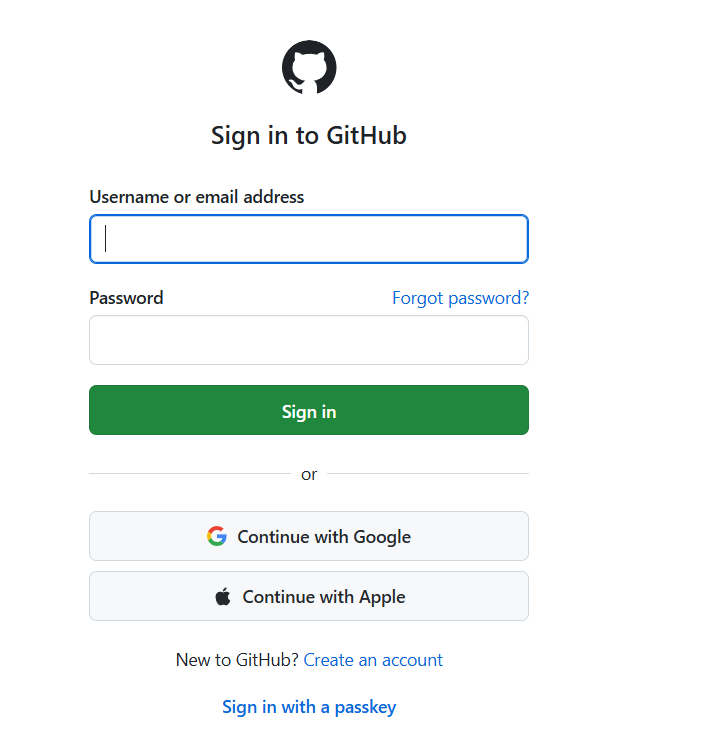 Sign in to GitHub
Username or email address
Password Forgot password?
Sign in
or
Continue with Google
Continue with Apple
New to GitHub? Create an account
Sign in with a passkey